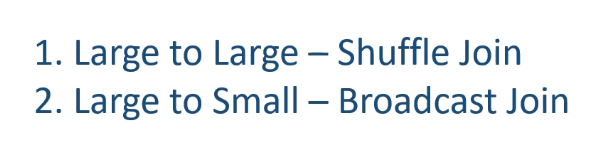 1. Large to Large – Shuffle Join
2. Large to Small – Broadcast Join